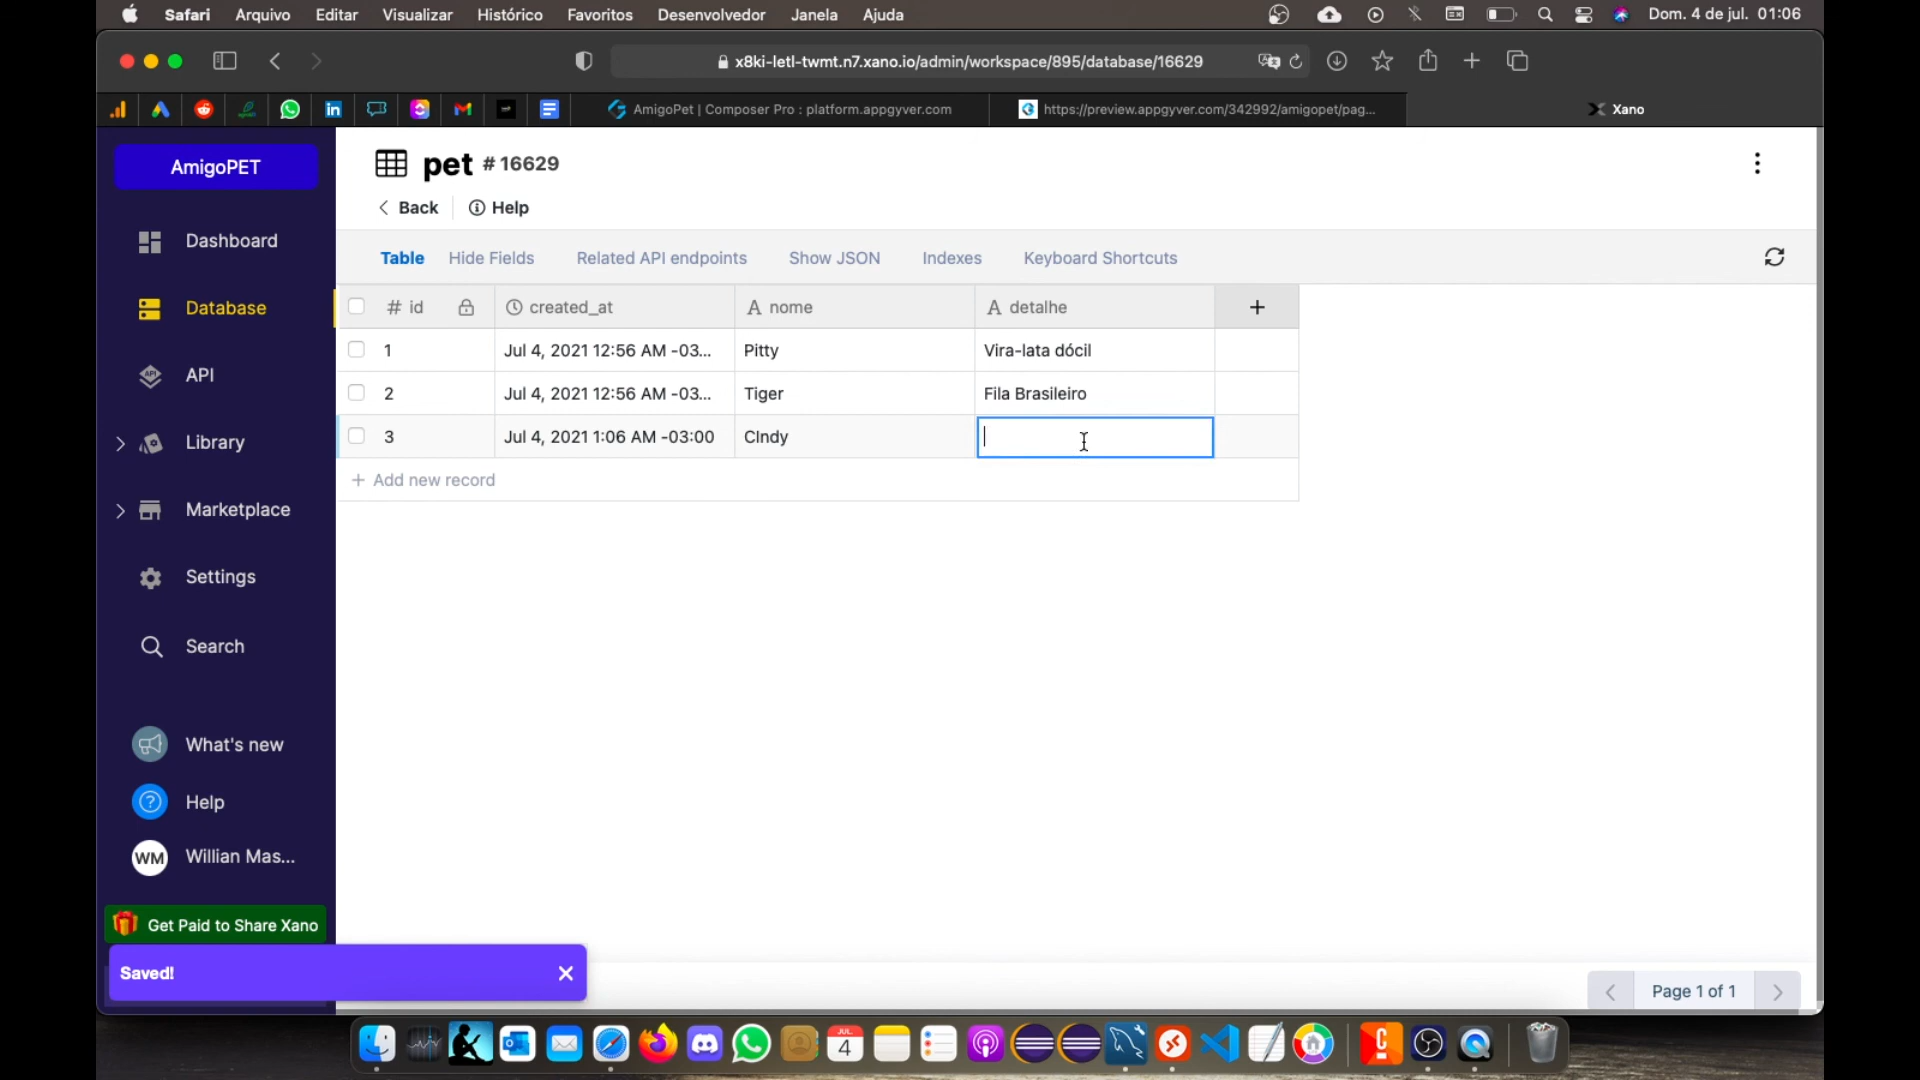 Safari Arquivo Editar Visualizar Histórico Favoritos Desenvolvedor Janela Ajuda Dom. 4 de jul. 01:06
x8ki-letl-twmt.n7.xano.io/admin/workspace/895/database/16629
AmigoPet | Composer Pro : platform.appgyver.com https://preview.appgyver.com/342992/amigopet/pag... Xano
AmigoPET
Dashboard
Database
API
Library
Marketplace
Settings
Search
What's new
Help
WM Willian Mas...
Get Paid to Share Xano
Saved!
pet # 16629
Back Help
Table Hide Fields Related API endpoints Show JSON Indexes Keyboard Shortcuts
# id created_at A nome A detalhe +
1 Jul 4, 2021 12:56 AM -03... Pitty Vira-lata dócil
2 Jul 4, 2021 12:56 AM -03... Tiger Fila Brasileiro
3 Jul 4, 2021 1:06 AM -03:00 CIndy
+ Add new record
Page 1 of 1
JUL
4